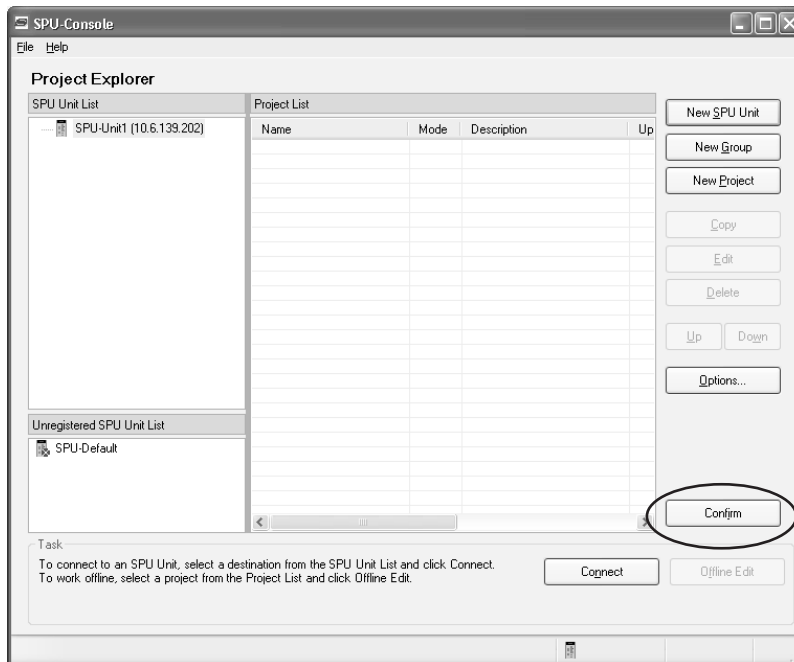 SPU-Console
File Help
Project Explorer
SPU Unit List
SPU-Unit1 (10.6.139.202)
Unregistered SPU Unit List
SPU-Default
Project List
Name Mode Description Up
New SPU Unit
New Group
New Project
Copy
Edit
Delete
Up Down
Options...
Confirm
Task
To connect to an SPU Unit, select a destination from the SPU Unit List and click Connect.
To work offline, select a project from the Project List and click Offline Edit.
Connect Offline Edit